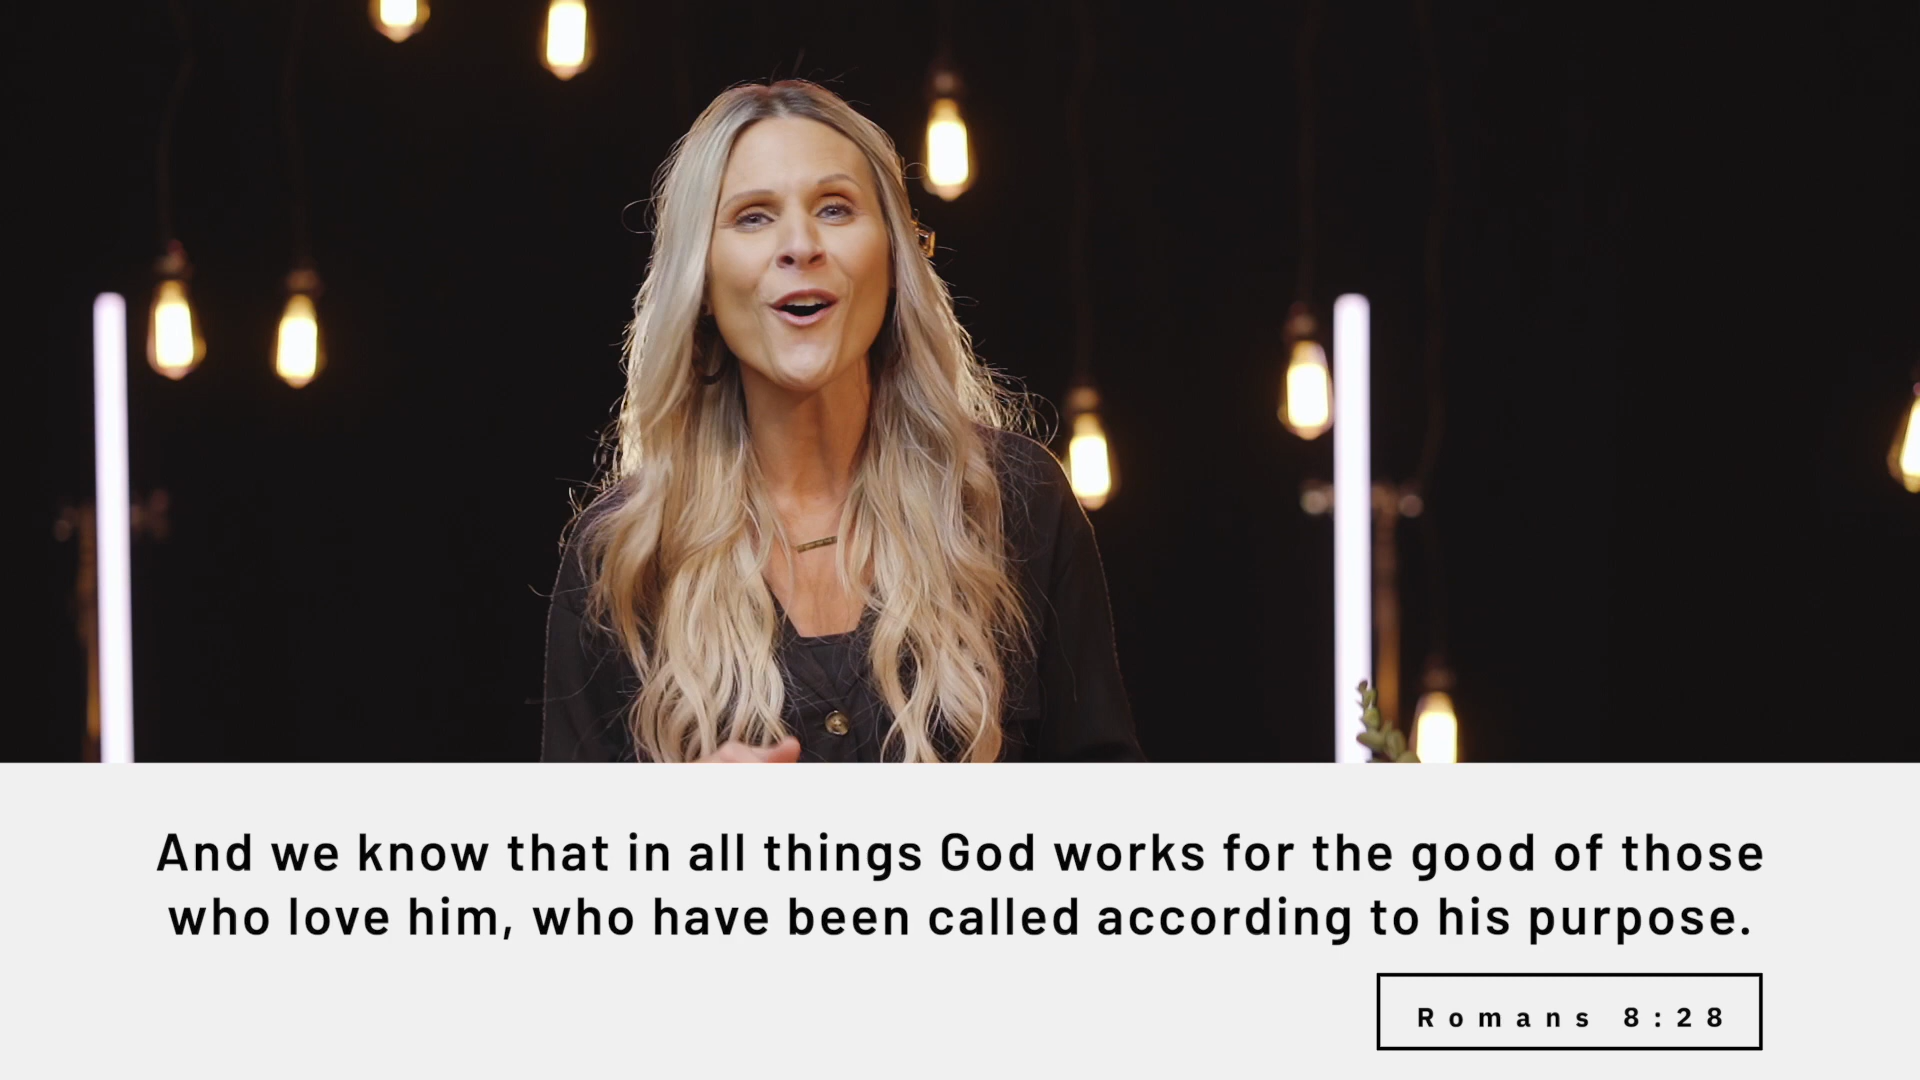 And we know that in all things God works for the good of those
who love him, who have been called according to his purpose.
Romans 8:28